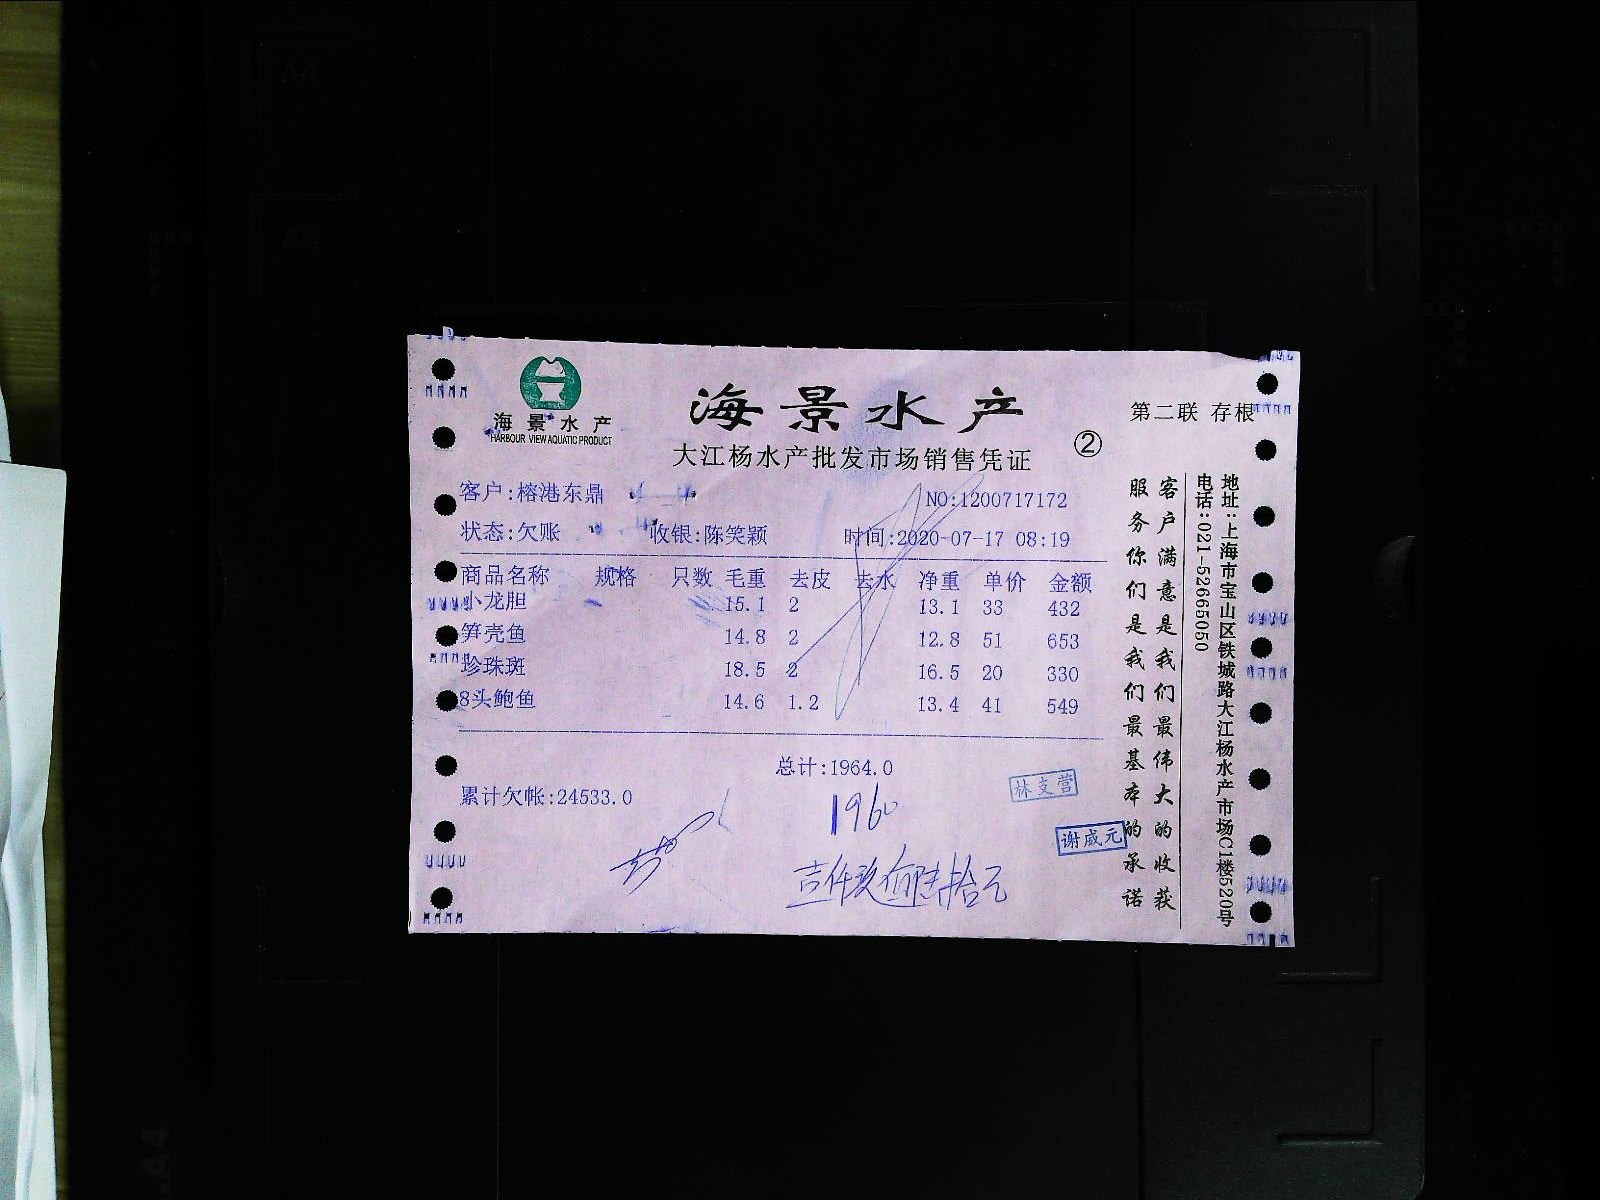 海景水产
HARBOUR VIEW AQUATIC PRODUCT
海景水产
大江杨水产批发市场销售凭证
②
第二联 存根
客户:榕港东鼎
NO:1200717172
状态:欠账 收银:陈笑颖 时间:2020-07-17 08:19
商品名称 规格 只数 毛重 去皮 去水 净重 单价 金额
小龙胆 15.1 2 13.1 33 432
笋壳鱼 14.8 2 12.8 51 653
珍珠斑 18.5 2 16.5 20 330
8头鲍鱼 14.6 1.2 13.4 41 549
总计:1964.0
累计欠帐:24533.0
1960
壹仟玖佰陆拾元
林支营
谢威元
客户满意是我们最伟大的收获
服务你们是我们最基本的承诺
地址:上海市宝山区铁城路大江杨水产市场C1楼520号
电话:021-52665050